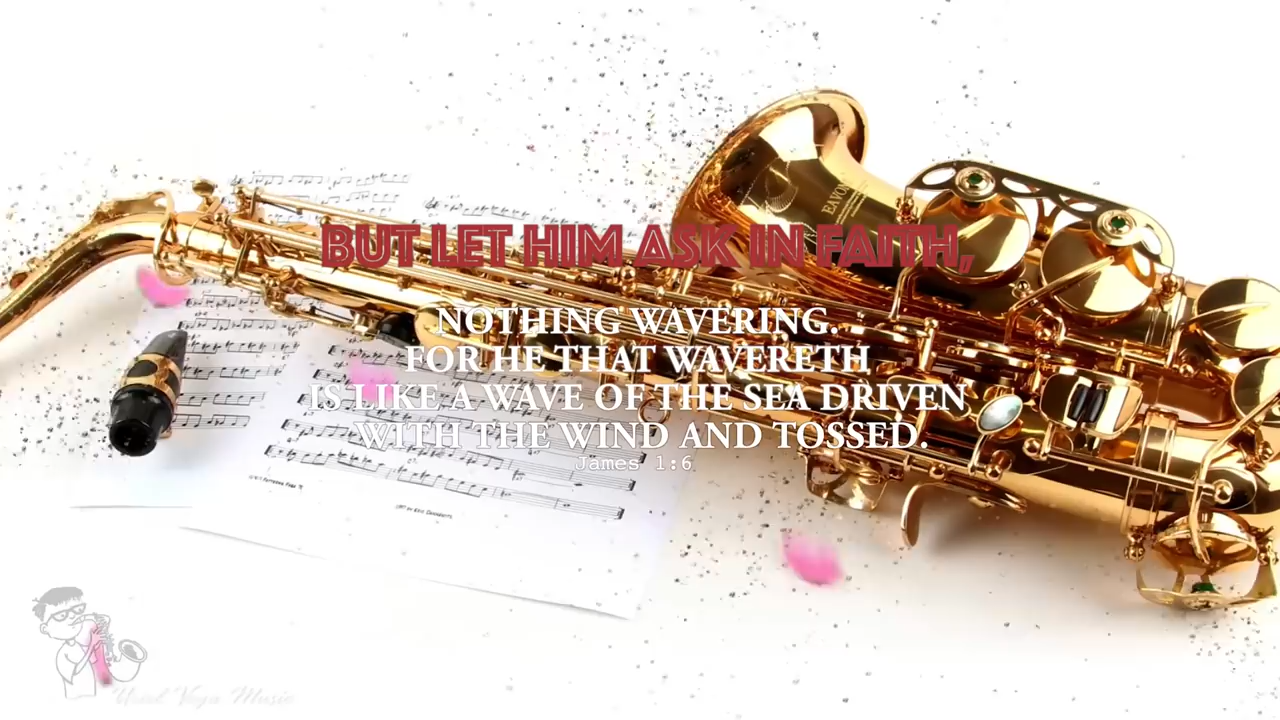 BUT LET HIM ASK IN FAITH,
NOTHING WAVERING.
FOR HE THAT WAVERETH
IS LIKE A WAVE OF THE SEA DRIVEN
WITH THE WIND AND TOSSED.
James 1:6
Music